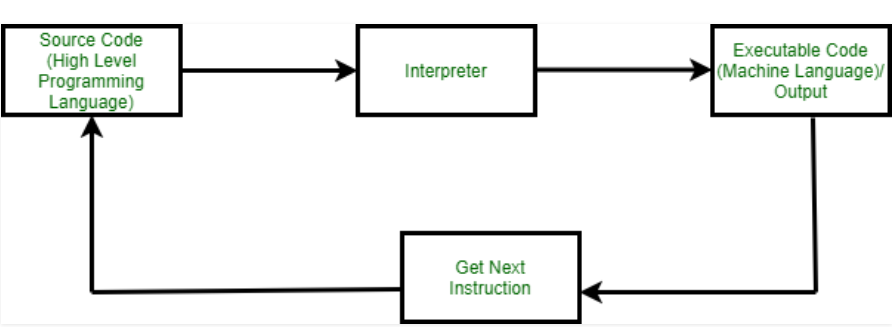 Source Code
(High Level
Programming
Language)
Interpreter
Executable Code
(Machine Language)/
Output
Get Next
Instruction